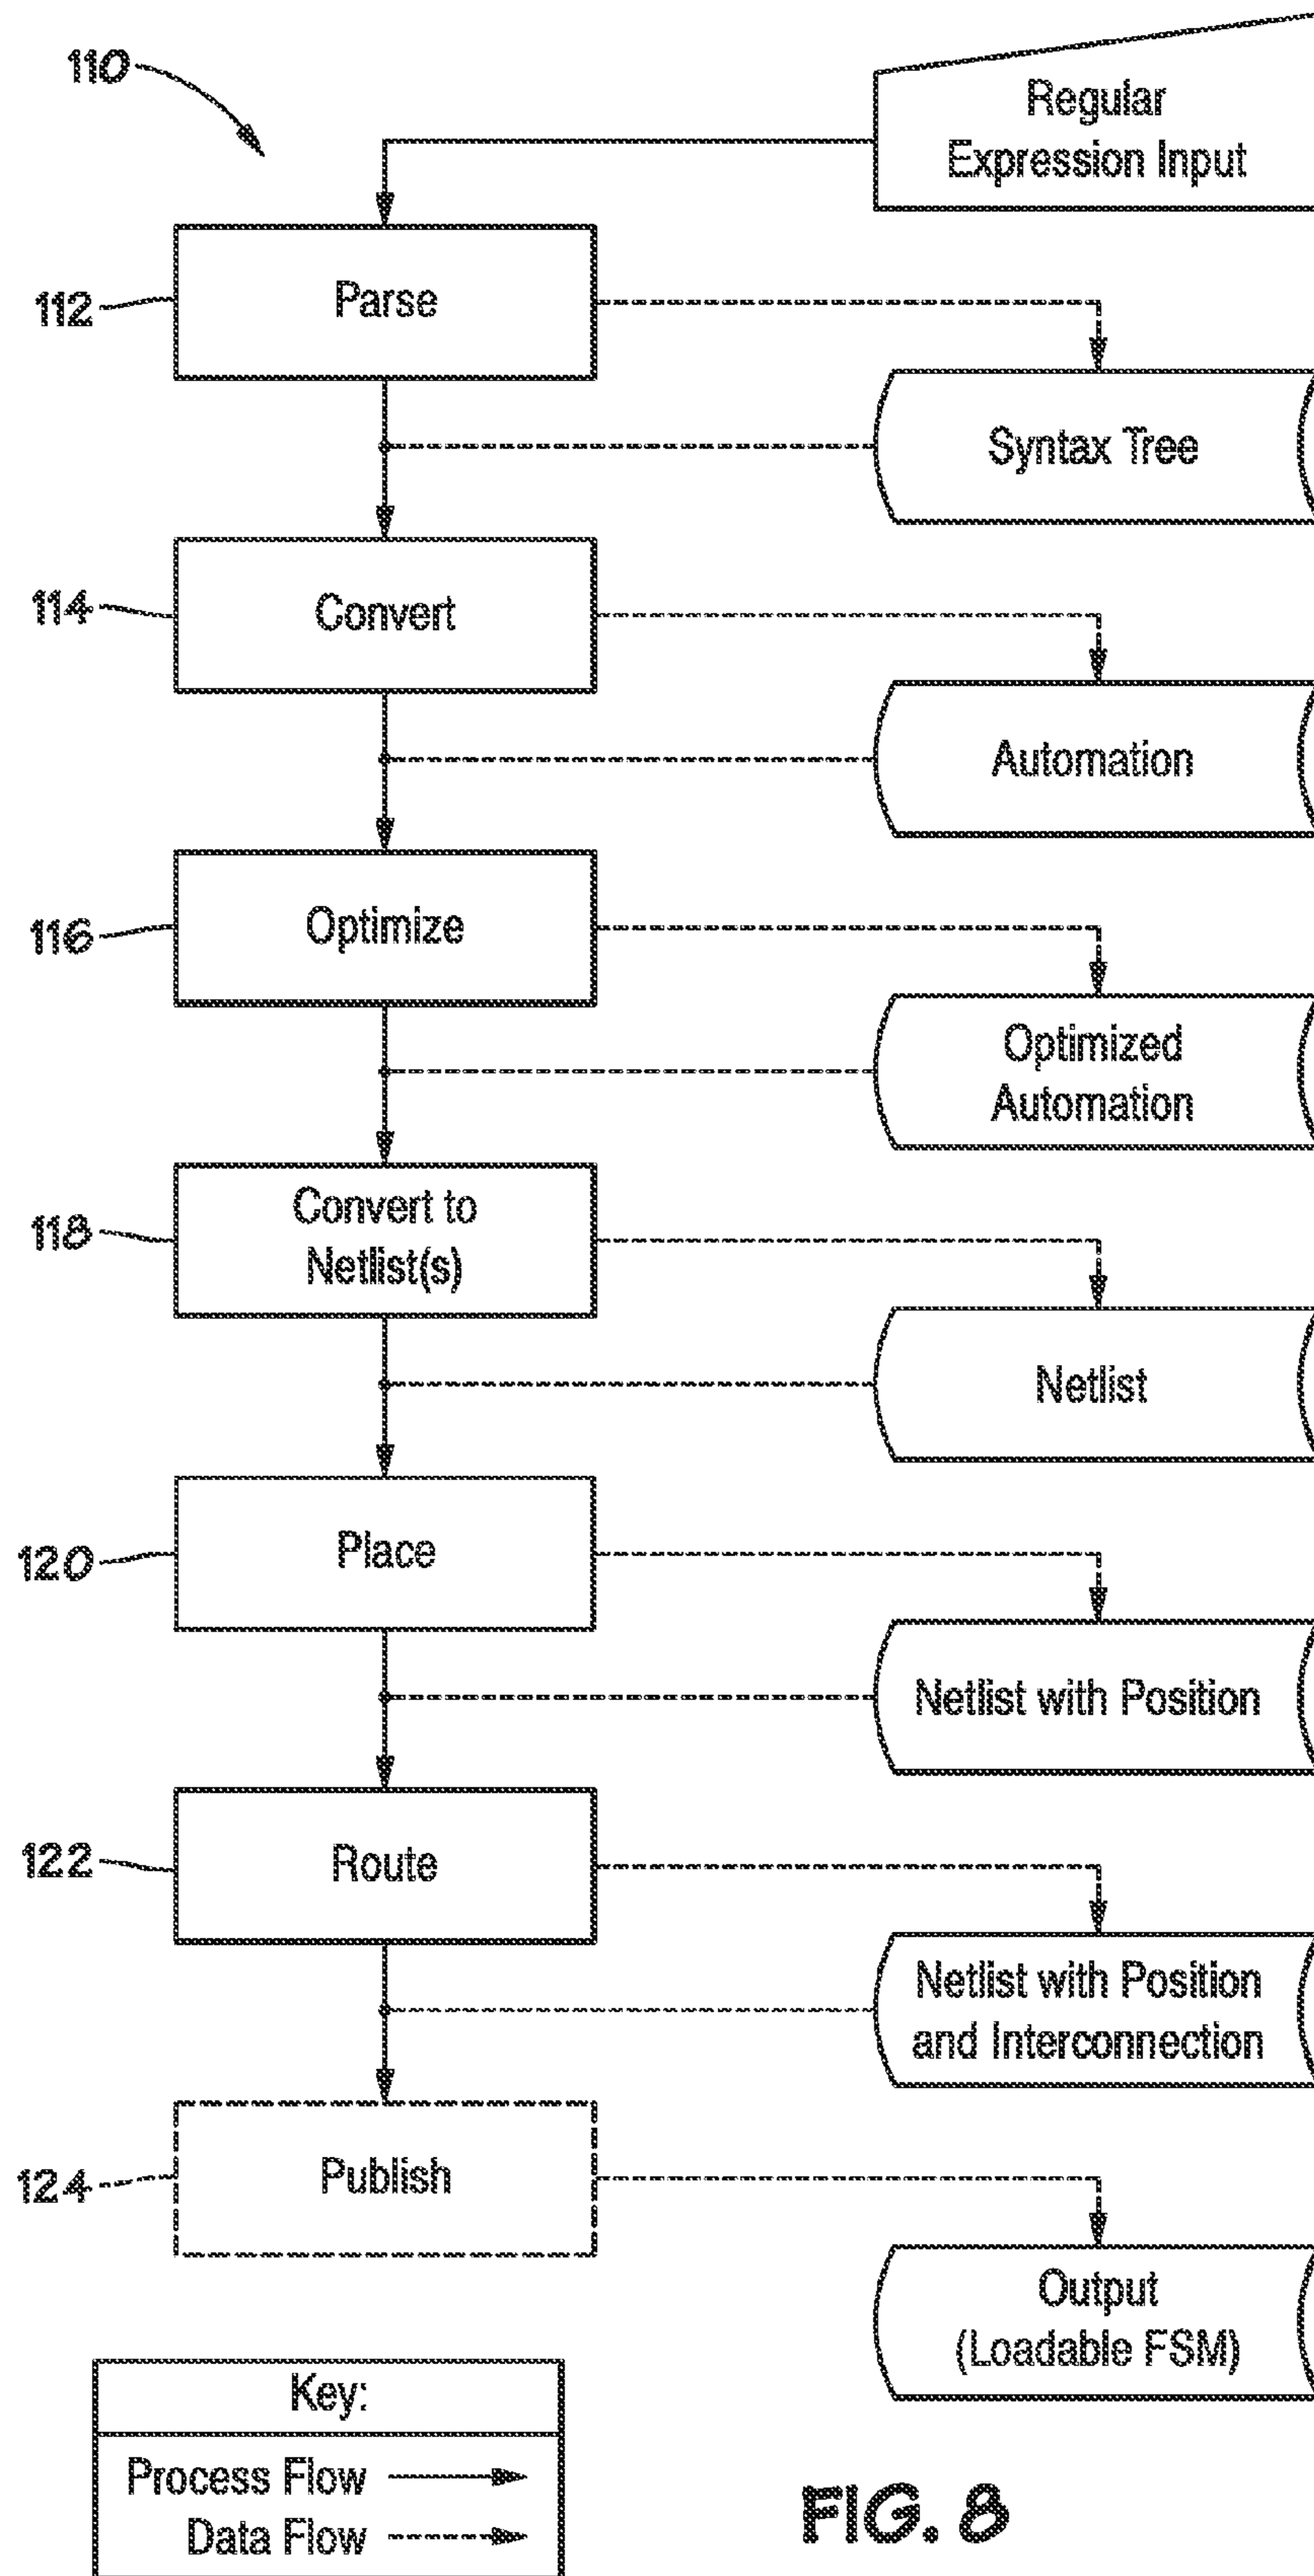 110
Regular
Expression Input
112
Parse
Syntax Tree
114
Convert
Automation
116
Optimize
Optimized
Automation
118
Convert to
Netlist(s)
Netlist
120
Place
Netlist with Position
122
Route
Netlist with Position
and Interconnection
124
Publish
Output
(Loadable FSM)
Key:
Process Flow
Data Flow
FIG. 8